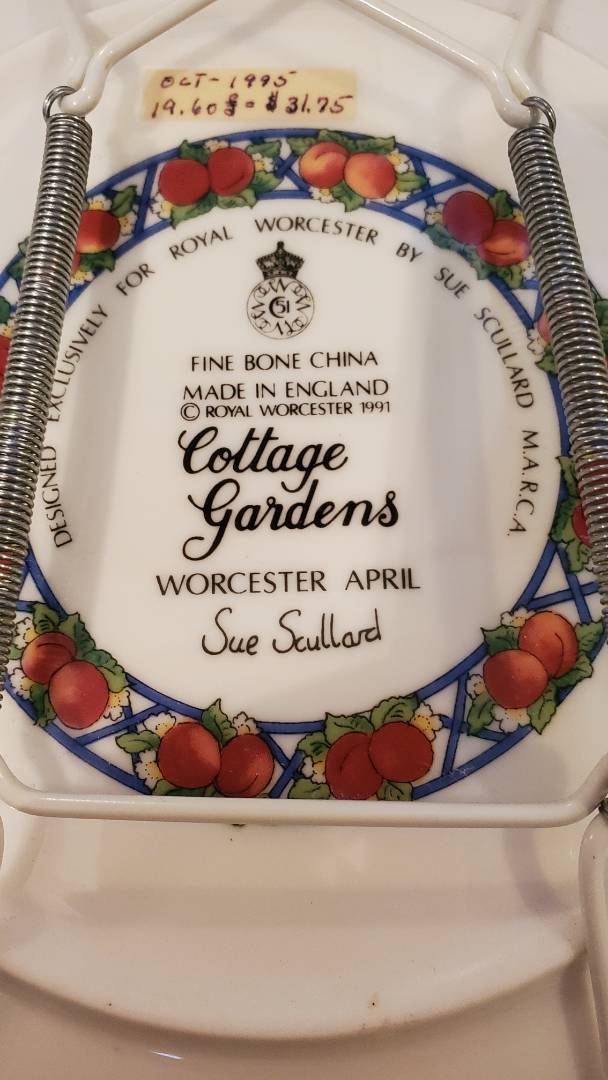 OCT-1995
19.60£ = $31.75
DESIGNED EXCLUSIVELY FOR ROYAL WORCESTER BY SUE SCULLARD M.A.R.C.A.
51
FINE BONE CHINA
MADE IN ENGLAND
© ROYAL WORCESTER 1991
Cottage
Gardens
WORCESTER APRIL
Sue Scullard